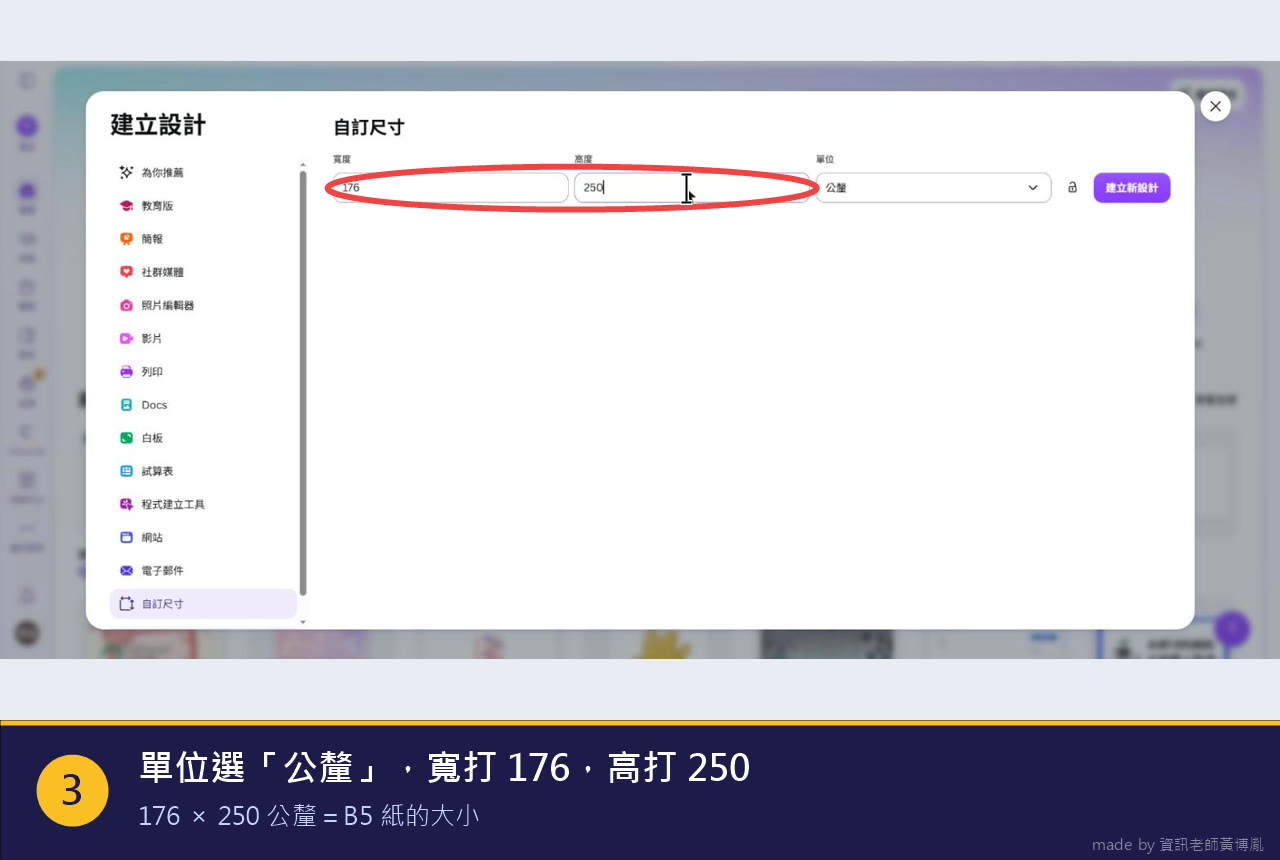 建立設計
為你推薦
教育版
簡報
社群媒體
照片編輯器
影片
列印
Docs
白板
試算表
程式建立工具
網站
電子郵件
自訂尺寸
自訂尺寸
寬度 高度 單位
176 250 公釐 建立新設計
3
單位選「公釐」，寬打 176，高打 250
176 × 250 公釐 = B5 紙的大小
made by 資訊老師黃博胤